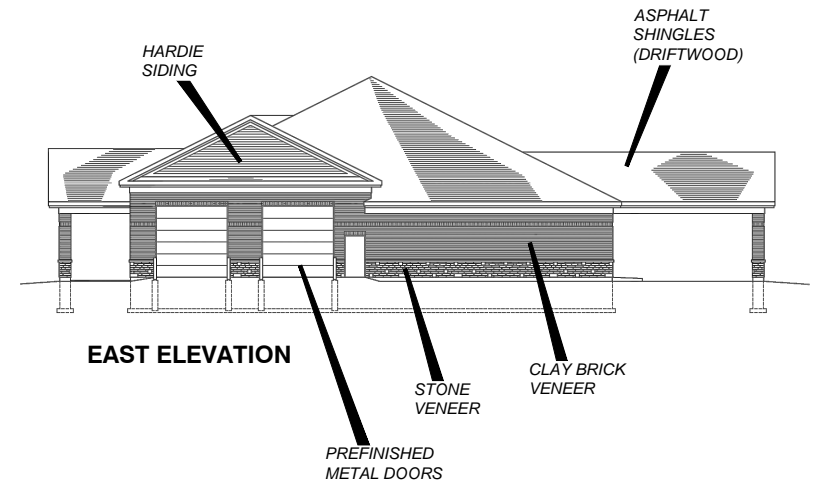 ASPHALT
SHINGLES
(DRIFTWOOD)
HARDIE
SIDING
EAST ELEVATION
CLAY BRICK
VENEER
STONE
VENEER
PREFINISHED
METAL DOORS